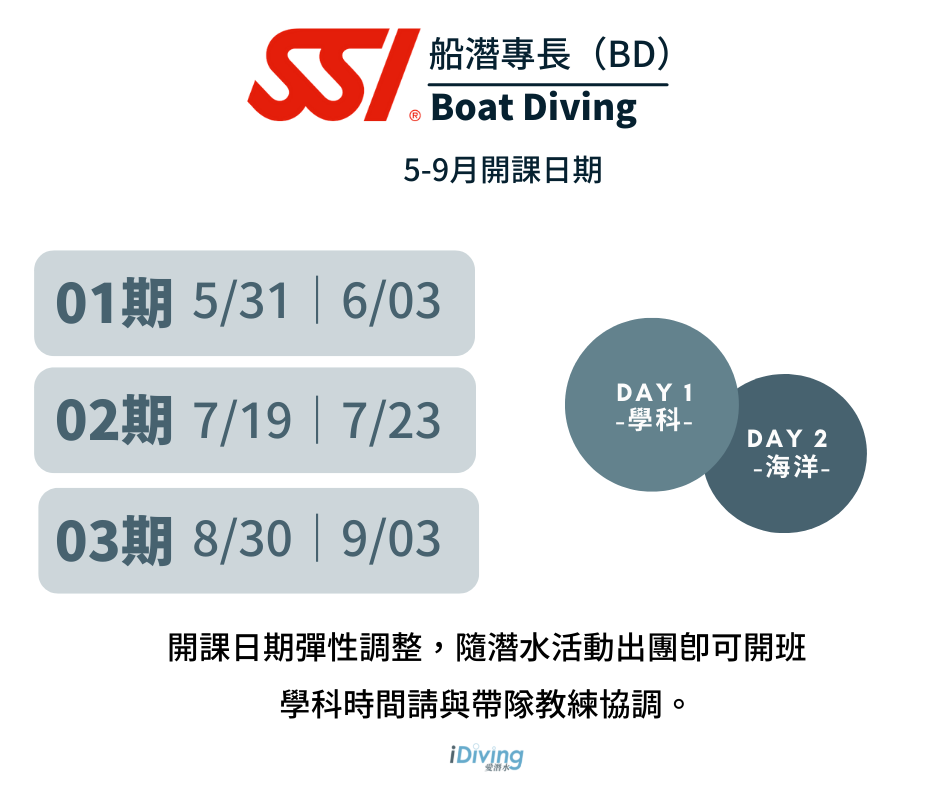 SSI®
船潛專長（BD）
Boat Diving
5-9月開課日期
01期 5/31｜6/03
02期 7/19｜7/23
03期 8/30｜9/03
DAY 1
-學科-
DAY 2
-海洋-
開課日期彈性調整，隨潛水活動出團即可開班
學科時間請與帶隊教練協調。
iDiving
愛潛水